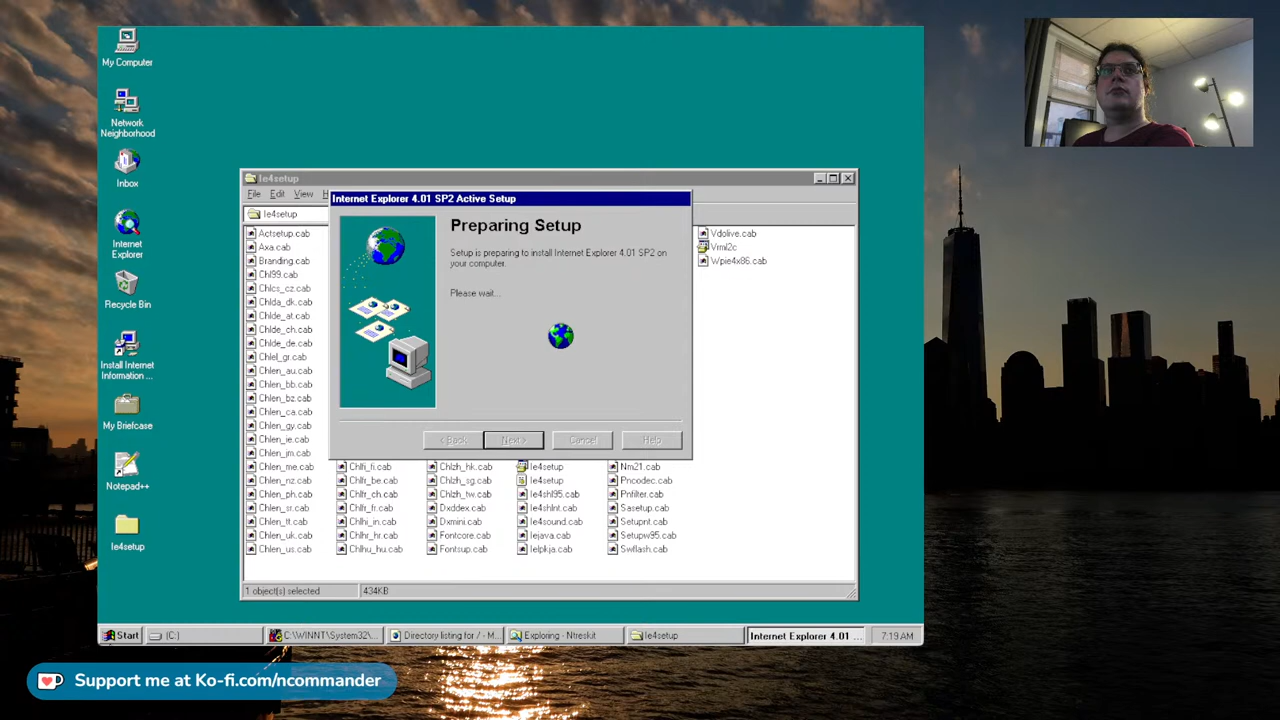 My Computer
Network
Neighborhood
Inbox
Internet
Explorer
Recycle Bin
Install Internet
Information ...
My Briefcase
Notepad++
Ie4setup
Ie4setup
File Edit View H
Ie4setup
Internet Explorer 4.01 SP2 Active Setup
Preparing Setup
Setup is preparing to install Internet Explorer 4.01 SP2 on
your computer.
Please wait...
< Back Next > Cancel Help
Actsetup.cab
Axa.cab
Branding.cab
Chl99.cab
Chlcs_cz.cab
Chlda_dk.cab
Chlde_at.cab
Chlde_ch.cab
Chlde_de.cab
Chlel_gr.cab
Chlen_au.cab
Chlen_bb.cab
Chlen_bz.cab
Chlen_ca.cab
Chlen_gy.cab
Chlen_ie.cab
Chlen_jm.cab
Chlen_me.cab
Chlen_nz.cab
Chlen_ph.cab
Chlen_sr.cab
Chlen_tt.cab
Chlen_uk.cab
Chlen_us.cab
Chlfi_fi.cab
Chlfr_be.cab
Chlfr_ch.cab
Chlfr_fr.cab
Chlhi_in.cab
Chlhr_hr.cab
Chlhu_hu.cab
Chlzh_hk.cab
Chlzh_sg.cab
Chlzh_tw.cab
Dxddex.cab
Dxmini.cab
Fontcore.cab
Fontsup.cab
Ie4setup
Ie4setup
Ie4shl95.cab
Ie4shlnt.cab
Ie4sound.cab
Iejava.cab
Ielpkja.cab
Nm21.cab
Pncodec.cab
Pnfilter.cab
Sasetup.cab
Setupnt.cab
Setupw95.cab
Swflash.cab
Vdolive.cab
Vrml2c
Wpie4x86.cab
1 object(s) selected 434KB
Start (C:) C:\WINNT\System32\... Directory listing for / - M... Exploring - Ntreskit Ie4setup Internet Explorer 4.01 ... 7:19 AM
Support me at Ko-fi.com/ncommander